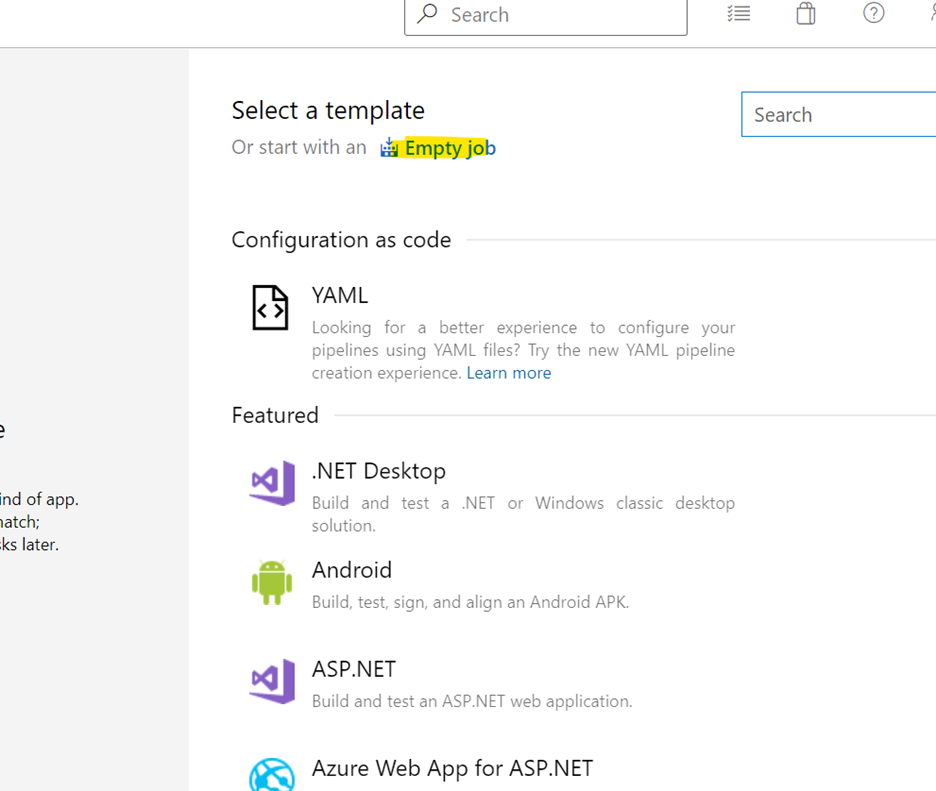 Search
Select a template
Search
Or start with an Empty job
Configuration as code
YAML
Looking for a better experience to configure your
pipelines using YAML files? Try the new YAML pipeline
creation experience. Learn more
Featured
e
.NET Desktop
ind of app.
Build and test a .NET or Windows classic desktop
natch;
solution.
sks later.
Android
Build, test, sign, and align an Android APK.
ASP.NET
Build and test an ASP.NET web application.
Azure Web App for ASP.NET